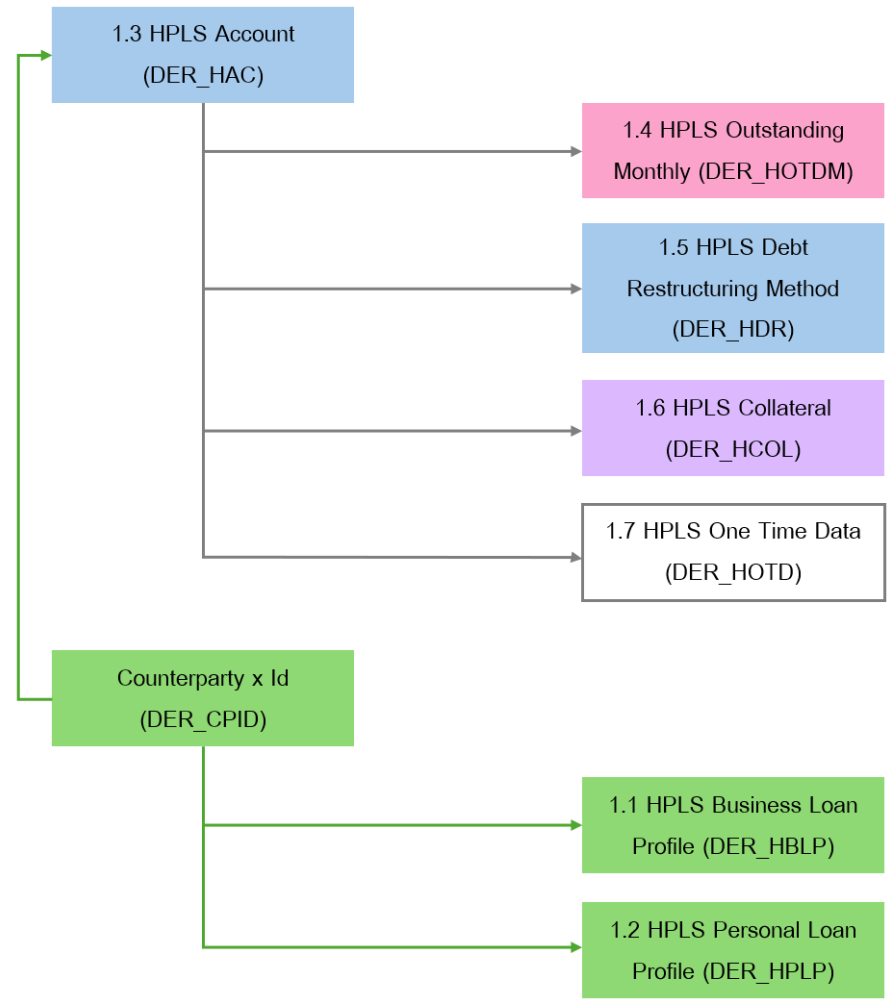 1.3 HPLS Account
(DER_HAC)
1.4 HPLS Outstanding
Monthly (DER_HOTDM)
1.5 HPLS Debt
Restructuring Method
(DER_HDR)
1.6 HPLS Collateral
(DER_HCOL)
1.7 HPLS One Time Data
(DER_HOTD)
Counterparty x Id
(DER_CPID)
1.1 HPLS Business Loan
Profile (DER_HBLP)
1.2 HPLS Personal Loan
Profile (DER_HPLP)